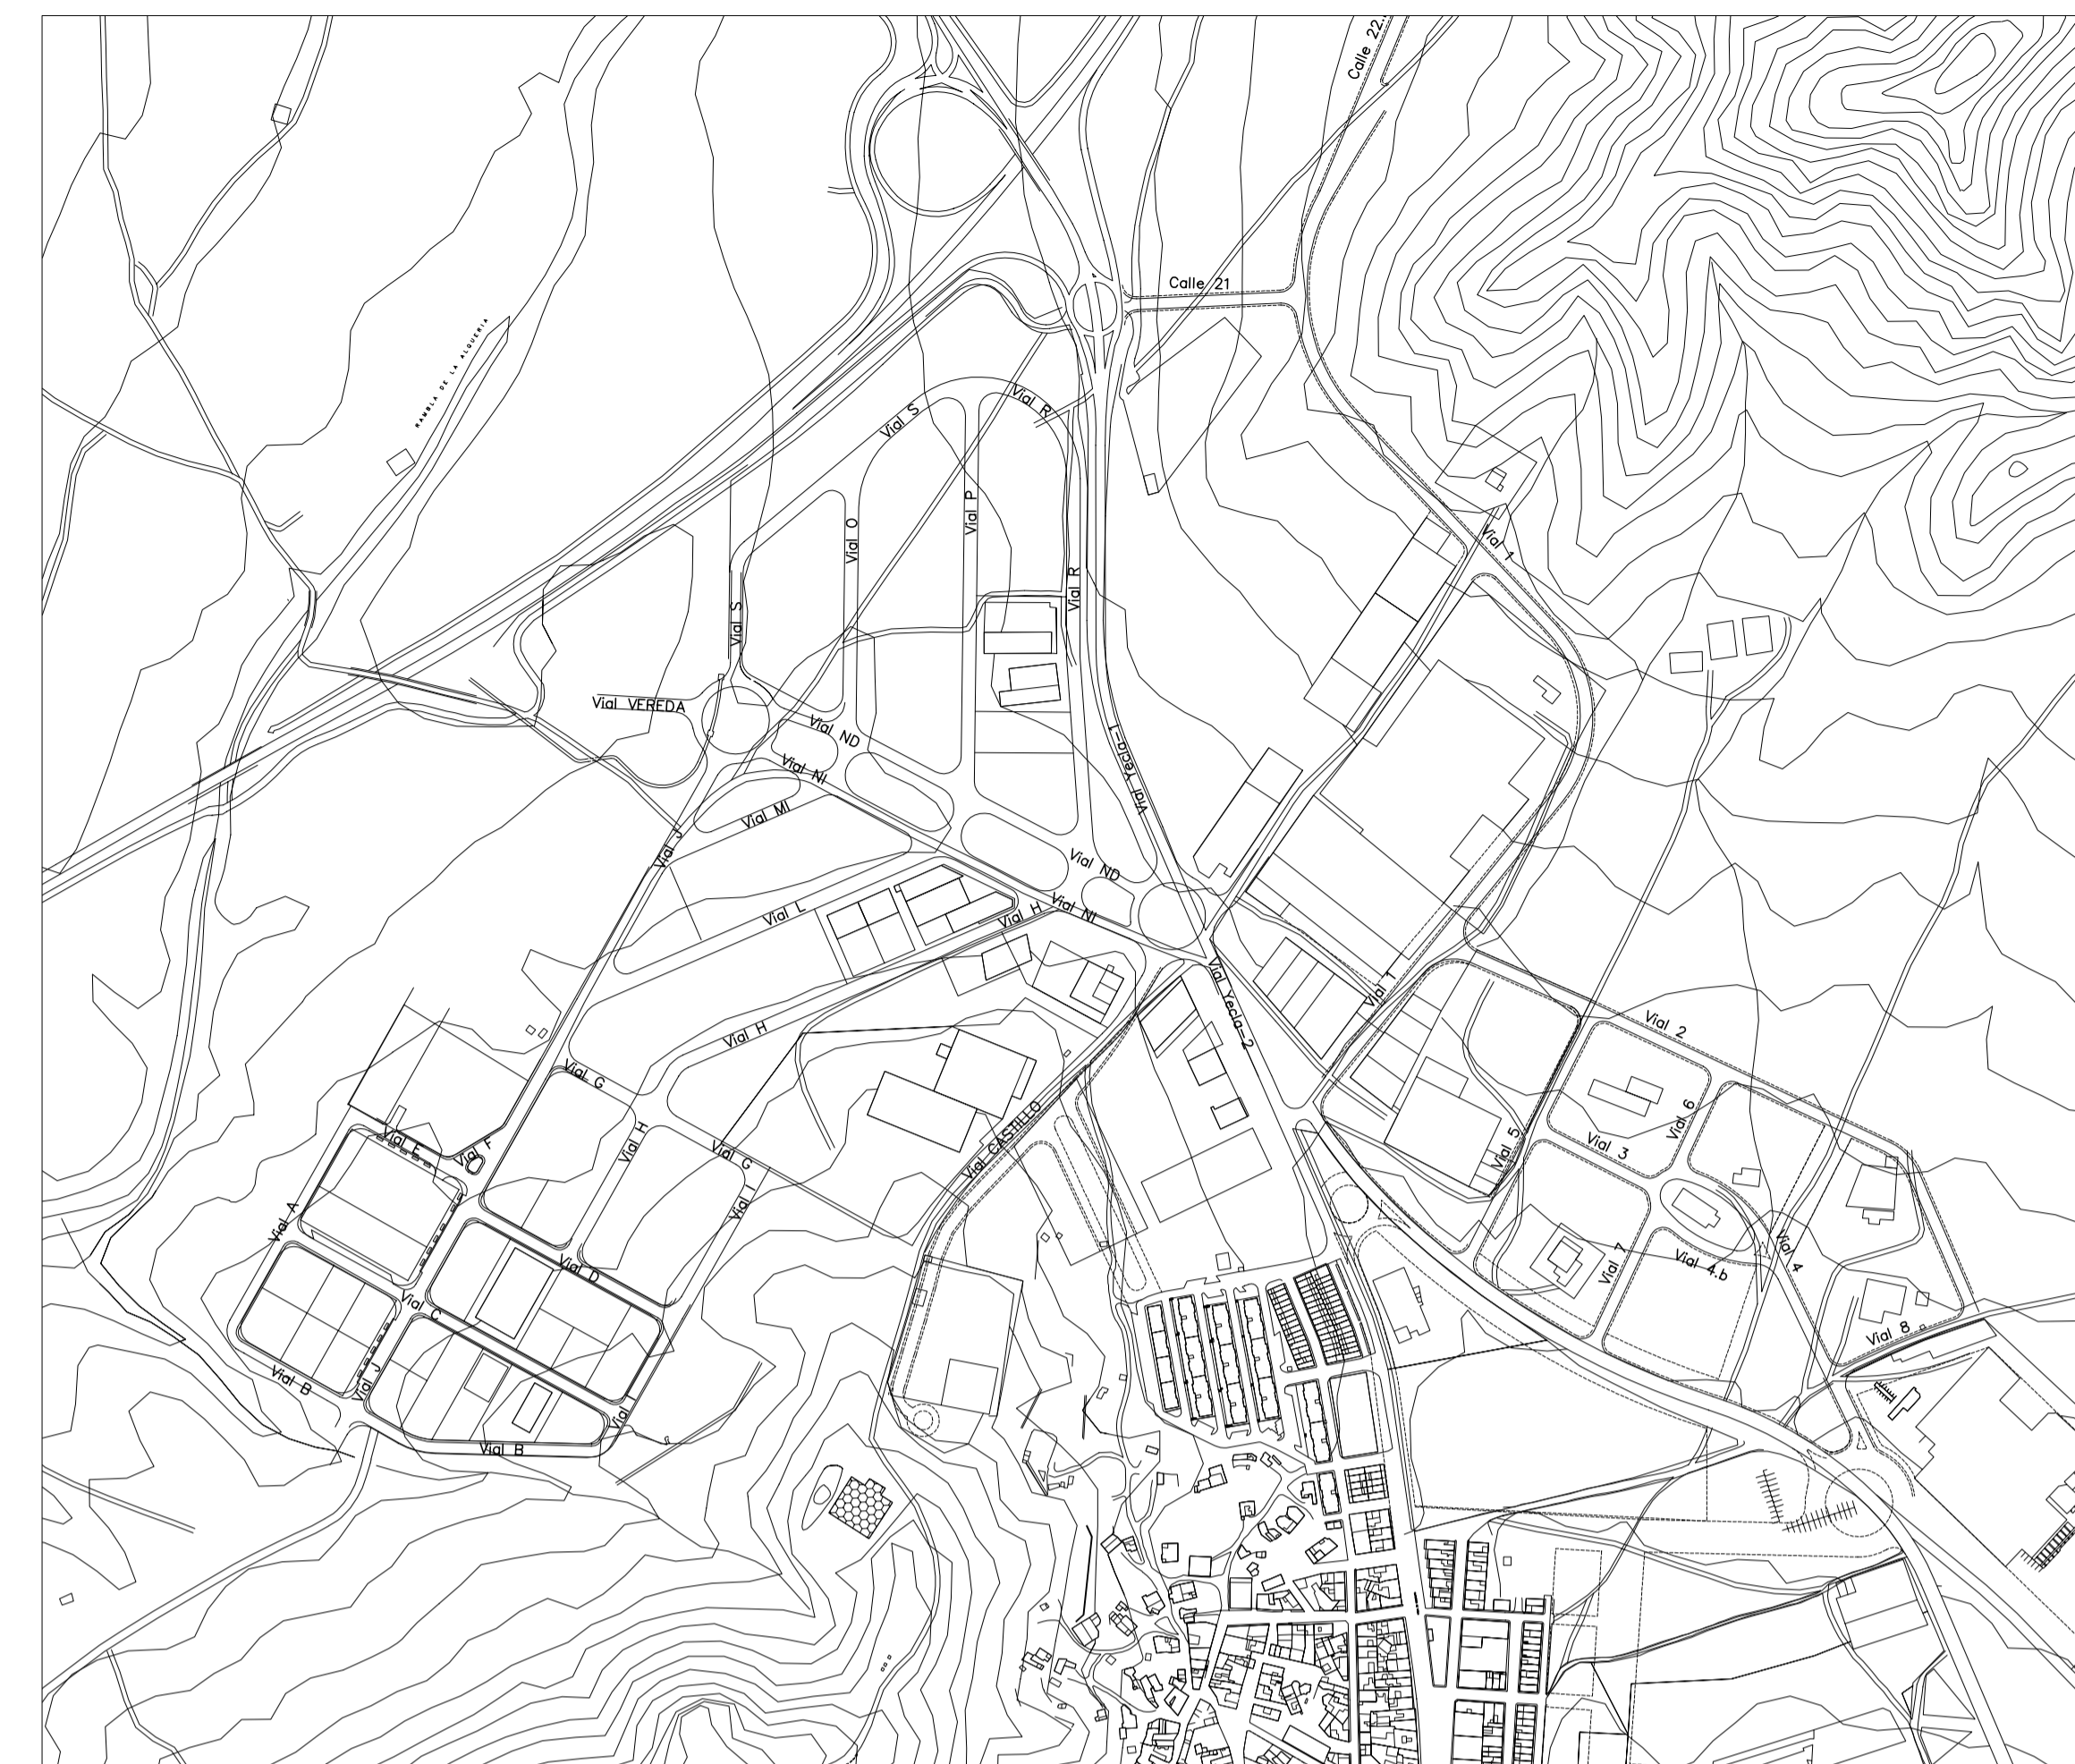 Calle 22.
Calle 21
RAMBLA DE LA ALQUERIA
Vial S
Vial R
Vial P
Vial O
Vial 1
Vial R
Vial S
Vial VEREDA
Vial ND
Vial Yecla-1
Vial NI
Vial MI
Vial J
Vial ND
Vial L
Vial H
Vial NI
Vial 1
Vial Yecla-2
Vial 2
Vial H
Vial G
Vial CASTILLO
Vial 6
Vial E
Vial F
Vial H
Vial G
Vial 5
Vial 3
Vial I
Vial A
Vial D
Vial 7
Vial 4.b
Vial 4
Vial C
Vial 8
Vial B
Vial J
Vial
Vial B